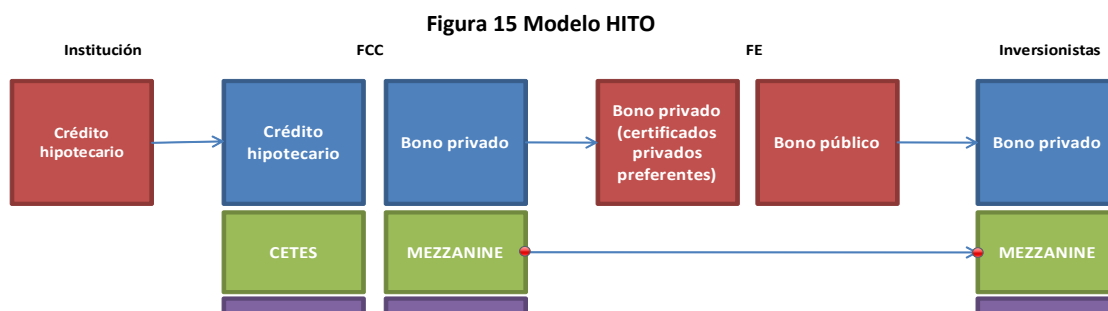 Figura 15 Modelo HITO
Institución FCC FE Inversionistas
Crédito
hipotecario
Crédito
hipotecario
Bono privado
Bono privado
(certificados
privados
preferentes)
Bono público
Bono privado
CETES
MEZZANINE
MEZZANINE